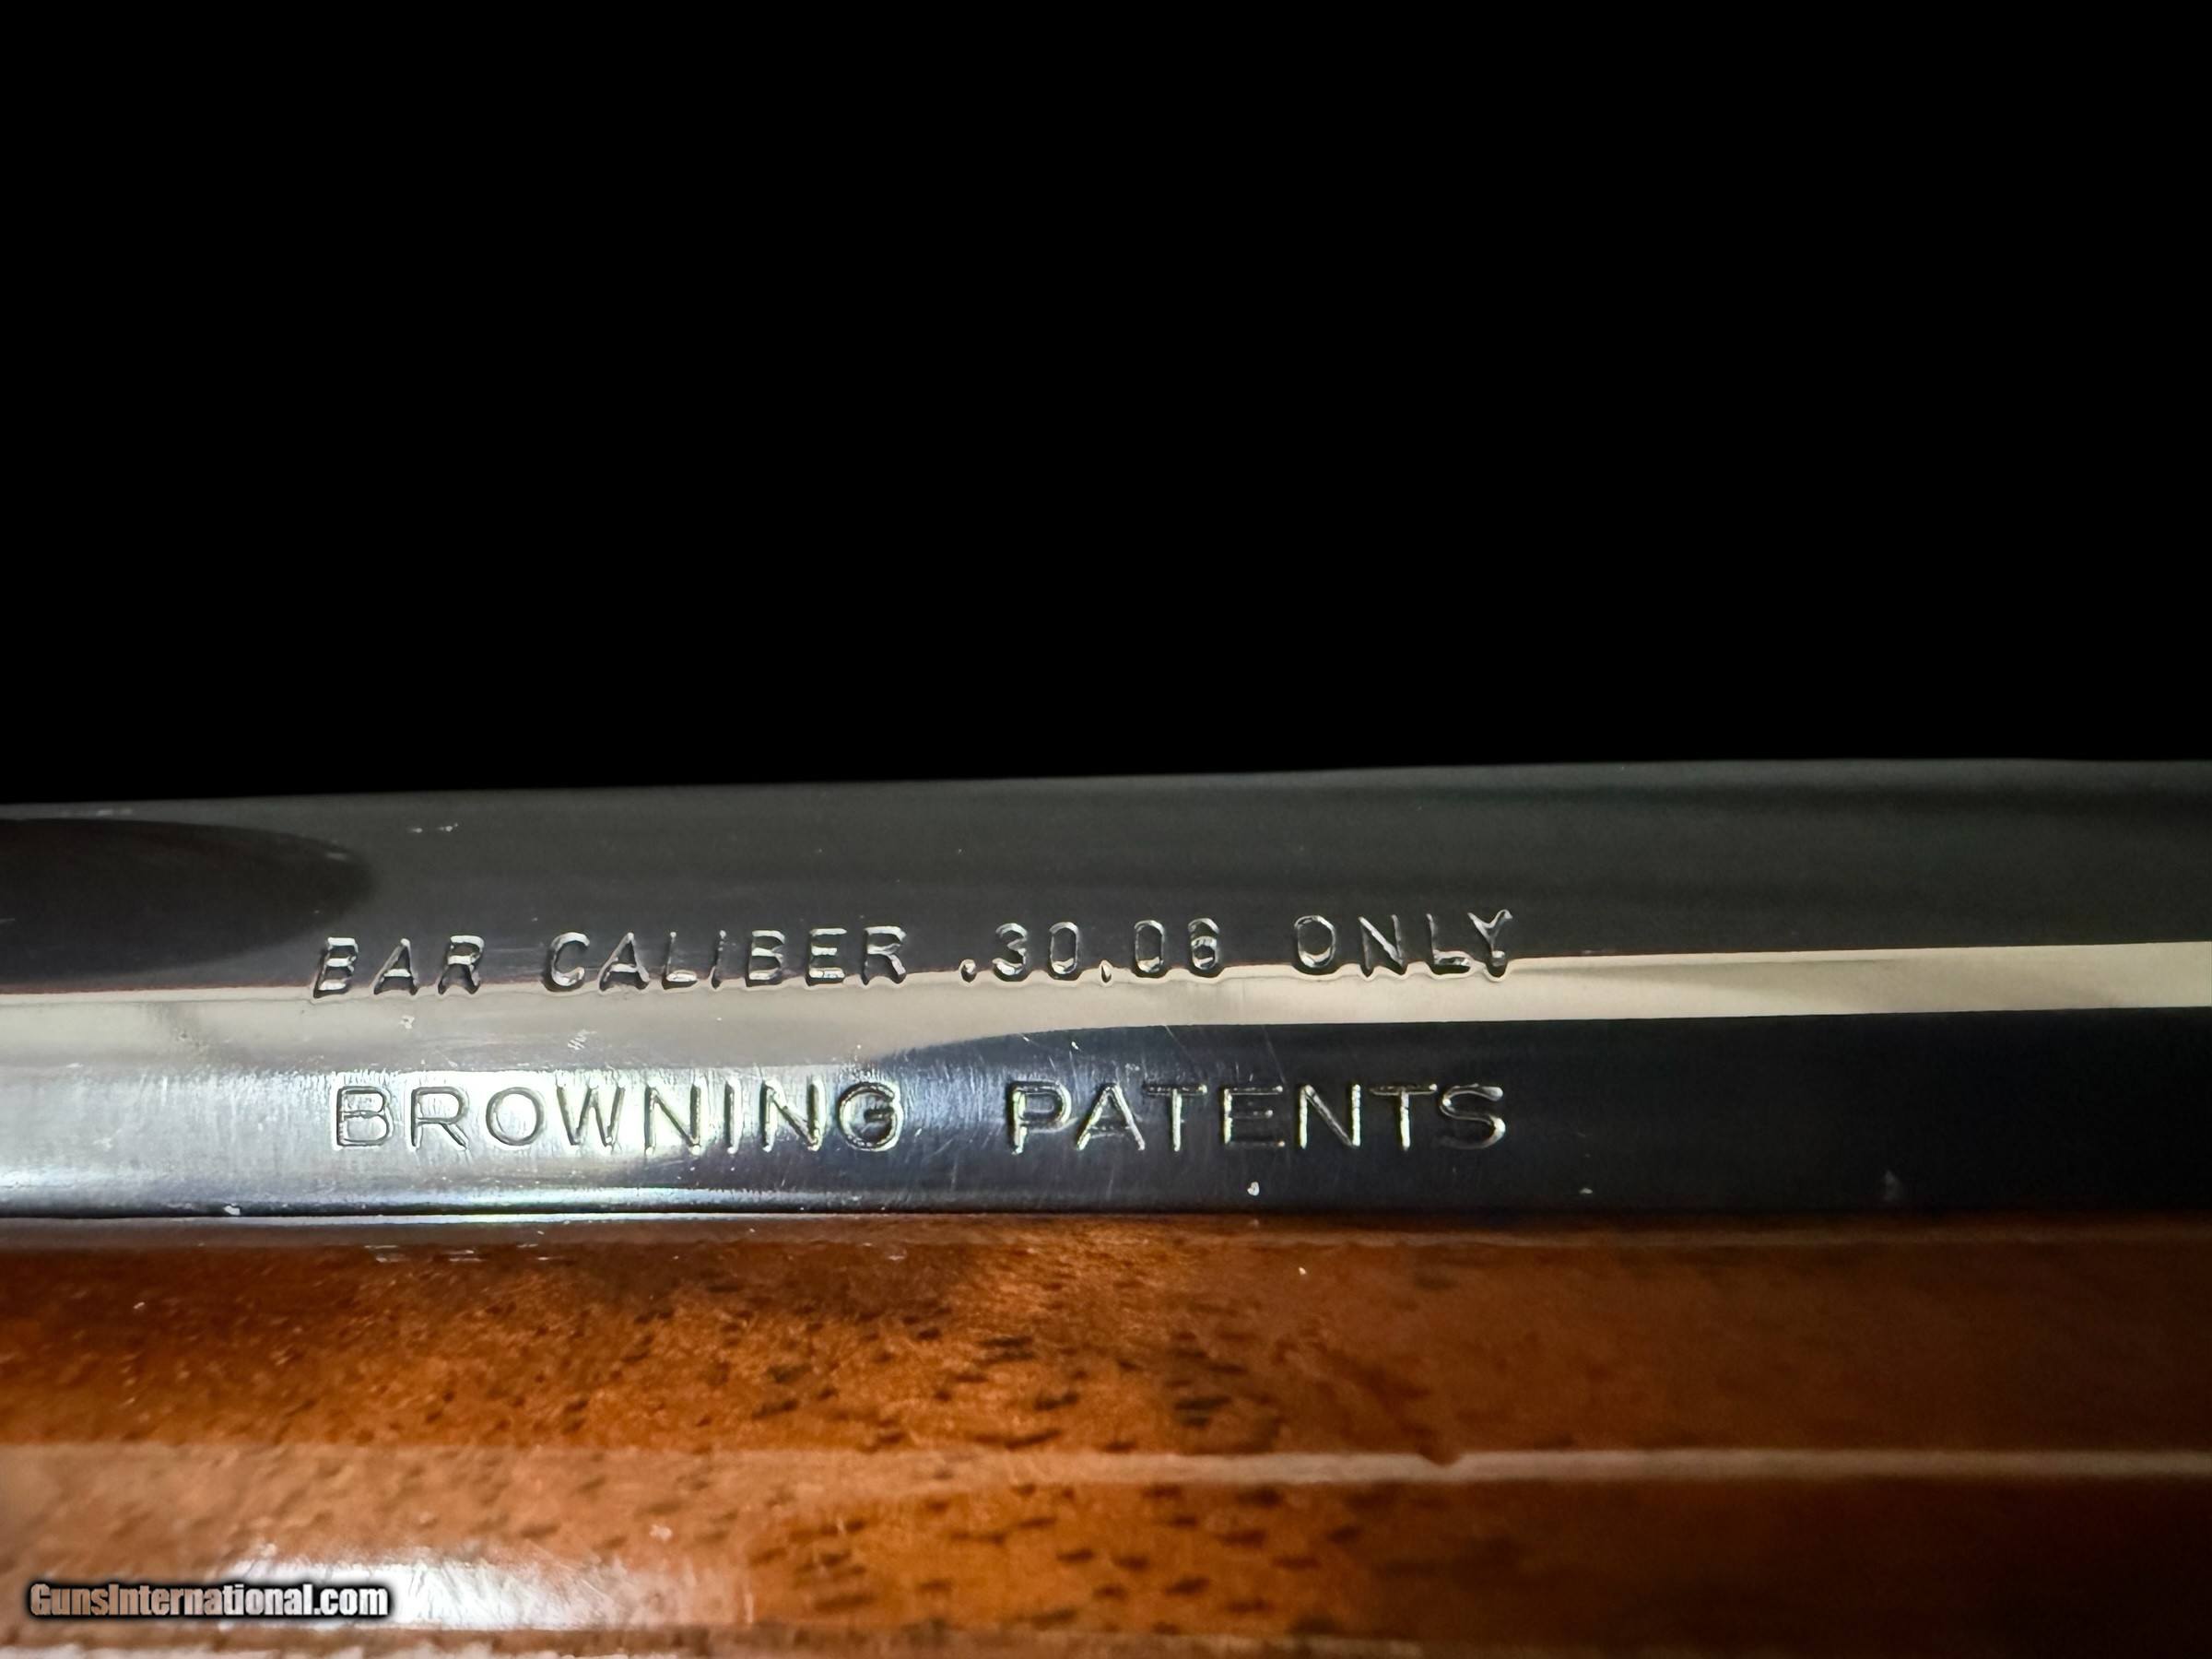 BAR CALIBER .30.06 ONLY
BROWNING PATENTS
GunsInternational.com